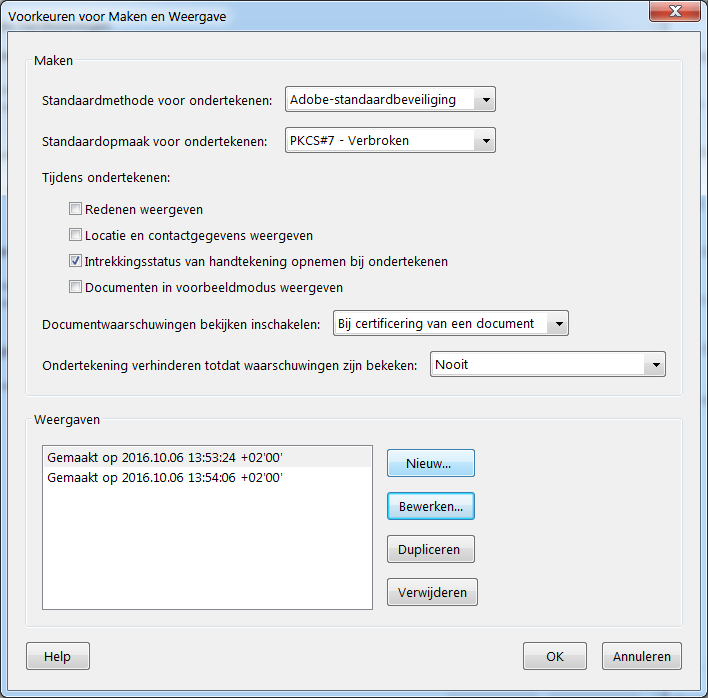 Voorkeuren voor Maken en Weergave
Maken
Standaardmethode voor ondertekenen: Adobe-standaardbeveiliging
Standaardopmaak voor ondertekenen: PKCS#7 - Verbroken
Tijdens ondertekenen:
Redenen weergeven
Locatie en contactgegevens weergeven
Intrekkingsstatus van handtekening opnemen bij ondertekenen
Documenten in voorbeeldmodus weergeven
Documentwaarschuwingen bekijken inschakelen: Bij certificering van een document
Ondertekening verhinderen totdat waarschuwingen zijn bekeken: Nooit
Weergaven
Gemaakt op 2016.10.06 13:53:24 +02'00'
Gemaakt op 2016.10.06 13:54:06 +02'00'
Nieuw...
Bewerken...
Dupliceren
Verwijderen
Help OK Annuleren